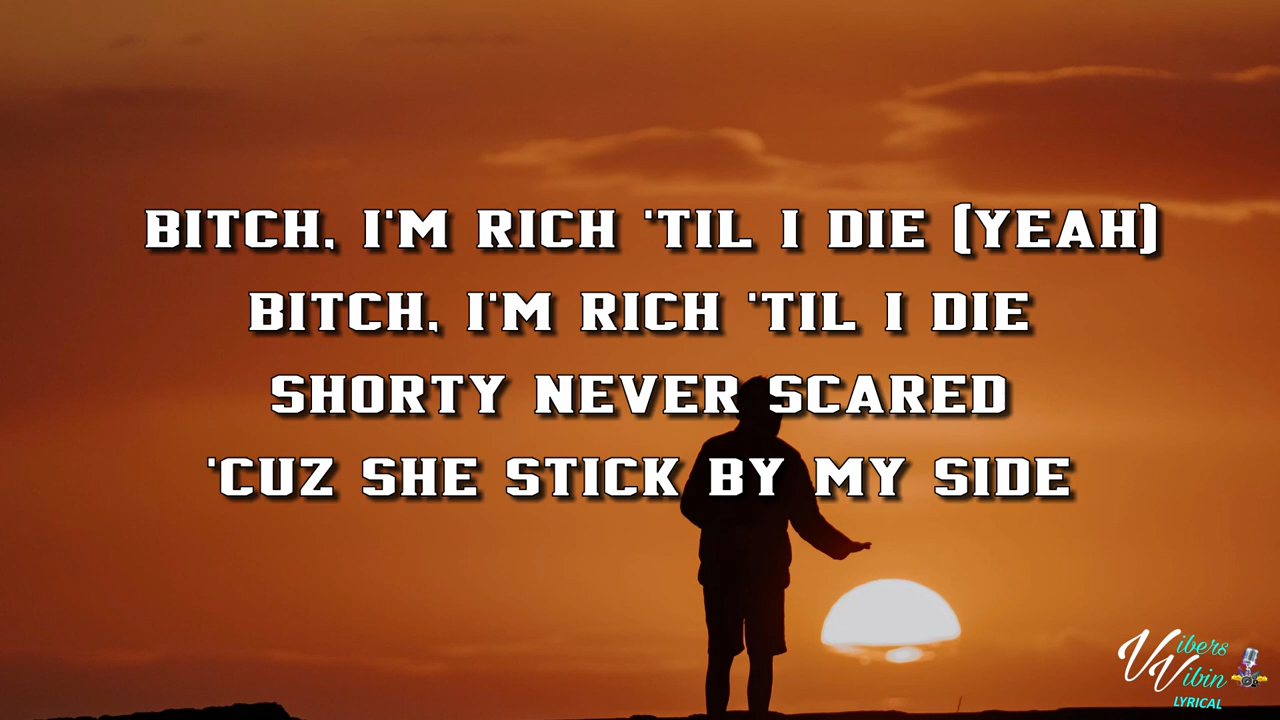 BITCH, I'M RICH 'TIL I DIE (YEAH)
BITCH, I'M RICH 'TIL I DIE
SHORTY NEVER SCARED
'CUZ SHE STICK BY MY SIDE
Vibers
Vibin
LYRICAL